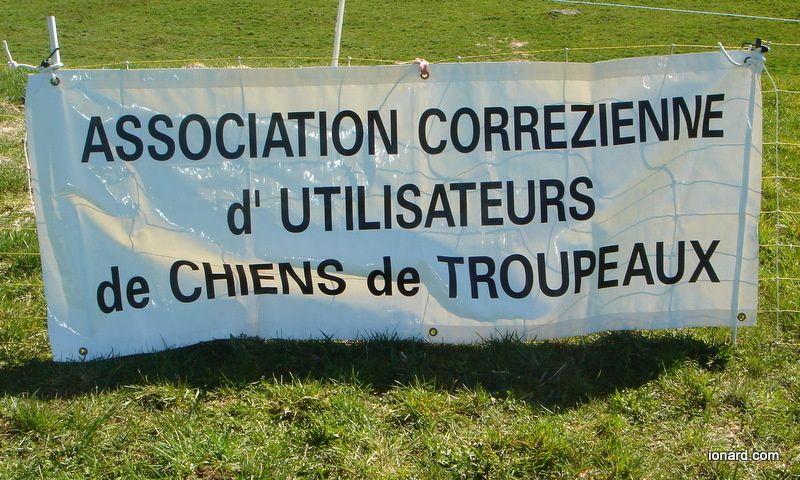 ASSOCIATION CORREZIENNE
d' UTILISATEURS
de CHIENS de TROUPEAUX
ionard.com